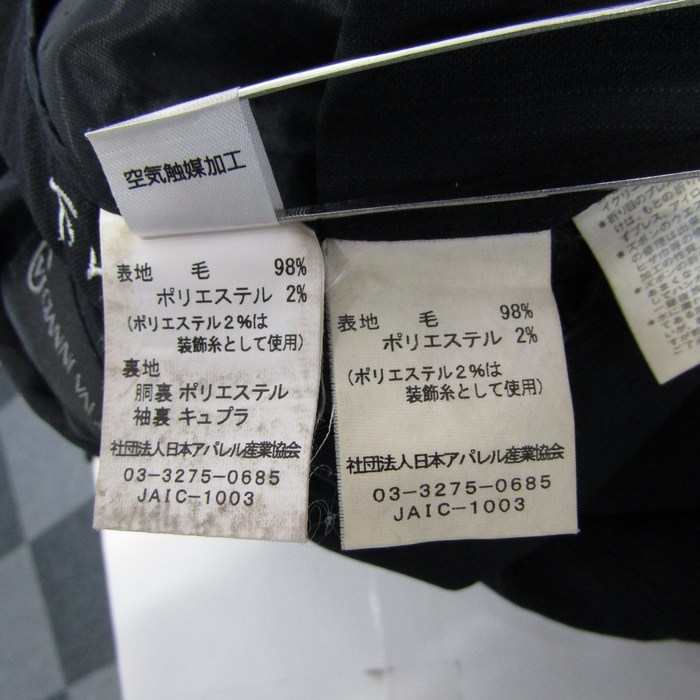 空気触媒加工
表地 毛 98%
ポリエステル 2%
(ポリエステル2%は
装飾糸として使用)
裏地
胴裏 ポリエステル
袖裏 キュプラ
社団法人日本アパレル産業協会
03-3275-0685
JAIC-1003
表地 毛 98%
ポリエステル 2%
(ポリエステル2%は
装飾糸として使用)
社団法人日本アパレル産業協会
03-3275-0685
JAIC-1003